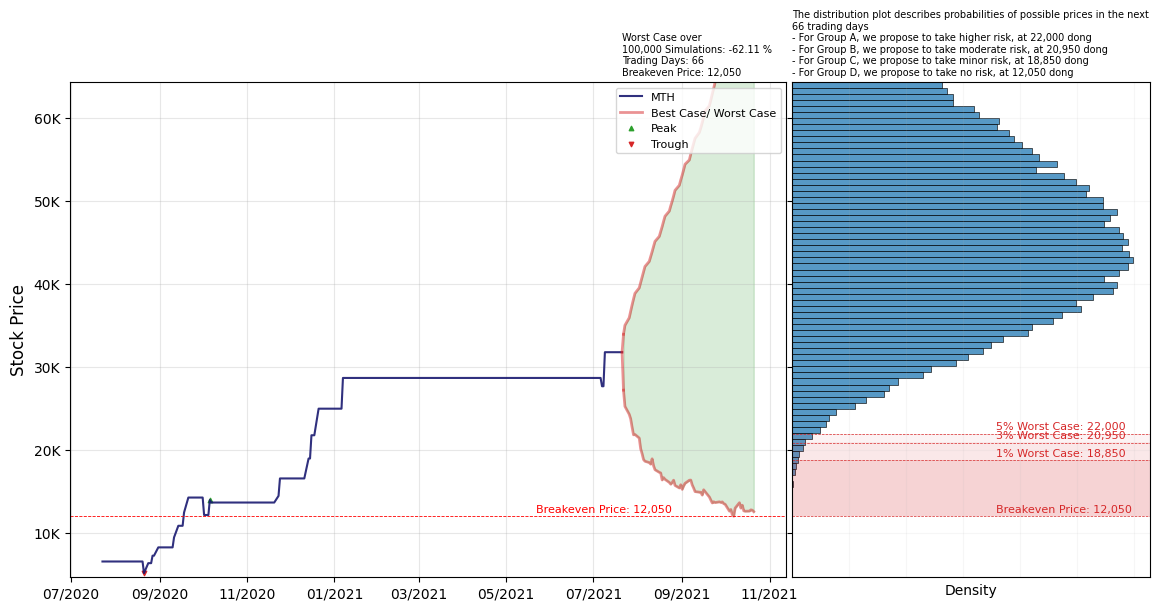 The distribution plot describes probabilities of possible prices in the next
66 trading days
- For Group A, we propose to take higher risk, at 22,000 dong
- For Group B, we propose to take moderate risk, at 20,950 dong
- For Group C, we propose to take minor risk, at 18,850 dong
- For Group D, we propose to take no risk, at 12,050 dong
Worst Case over
100,000 Simulations: -62.11 %
Trading Days: 66
Breakeven Price: 12,050
MTH
Best Case/ Worst Case
Peak
Trough
Stock Price
60K
50K
40K
30K
20K
10K
Breakeven Price: 12,050
07/2020
09/2020
11/2020
01/2021
03/2021
05/2021
07/2021
09/2021
11/2021
5% Worst Case: 22,000
3% Worst Case: 20,950
1% Worst Case: 18,850
Breakeven Price: 12,050
Density